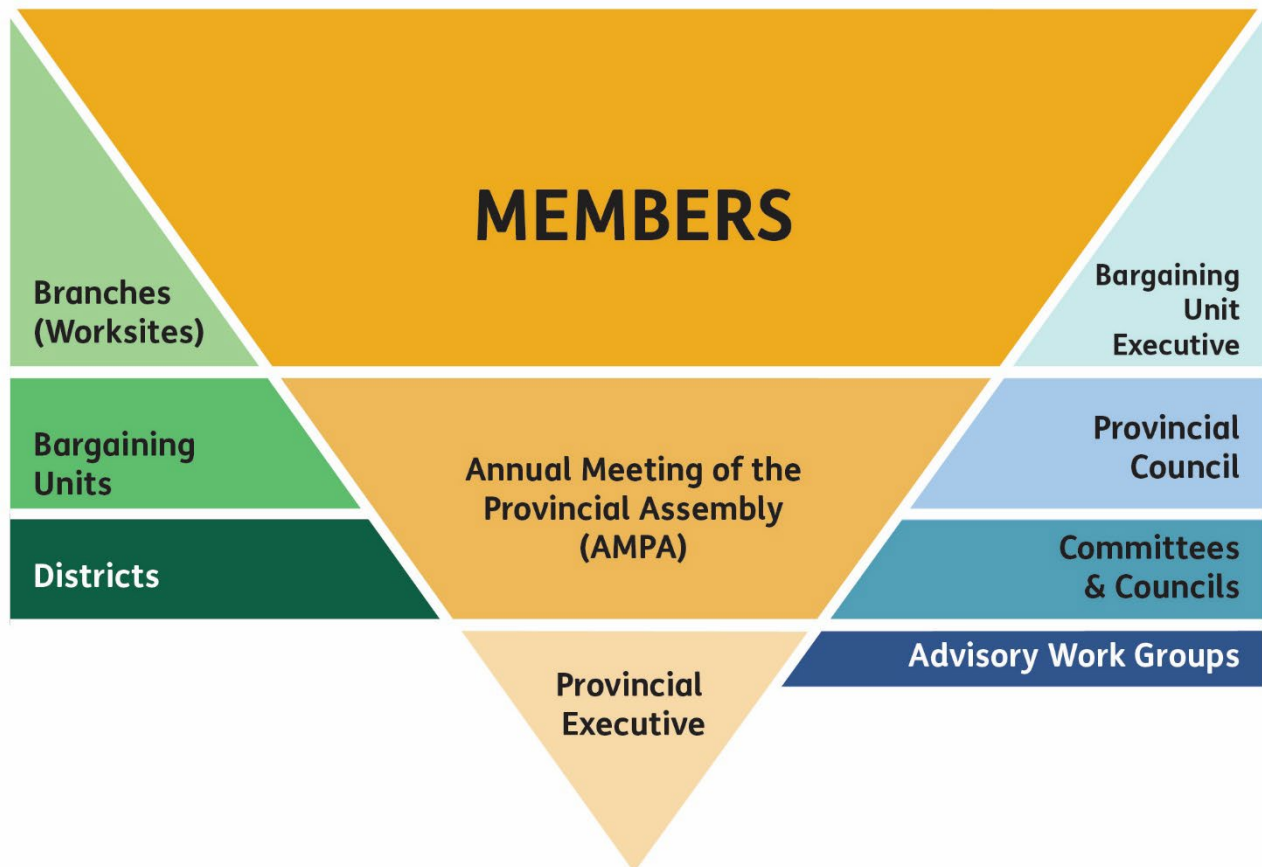 MEMBERS
Branches
(Worksites)
Bargaining
Unit
Executive
Bargaining
Units
Annual Meeting of the
Provincial Assembly
(AMPA)
Provincial
Council
Districts
Committees
& Councils
Provincial
Executive
Advisory Work Groups